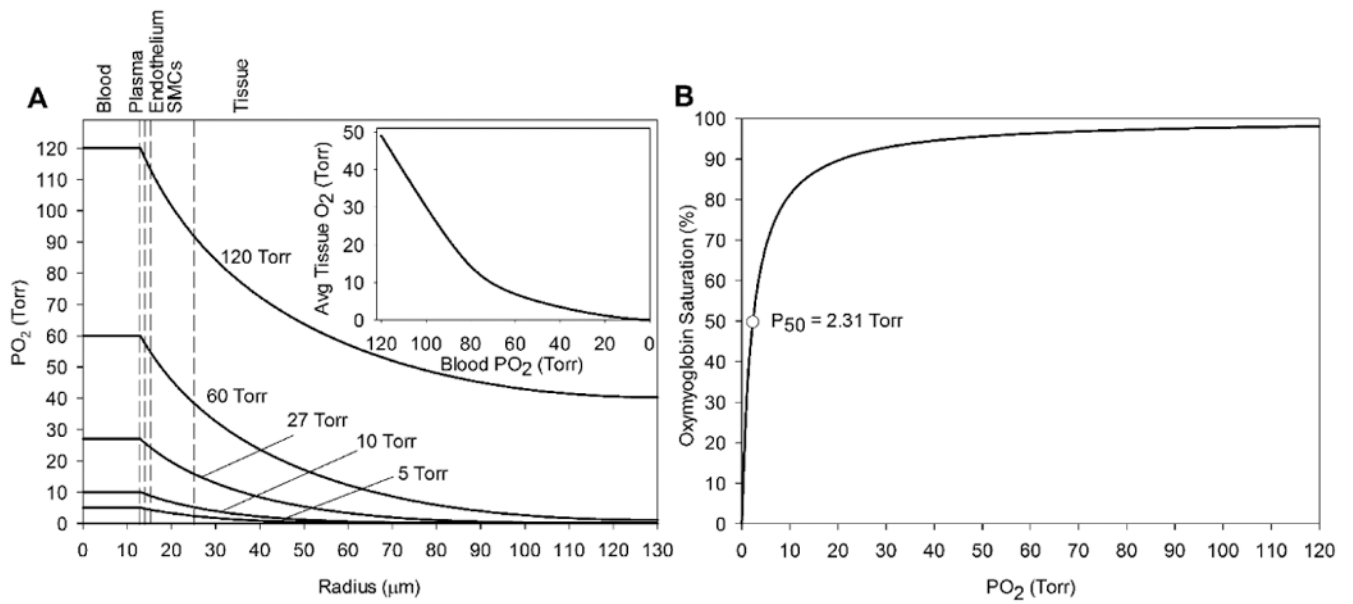 A
Blood
Plasma
Endothelium
SMCs
Tissue
PO2 (Torr)
120
110
100
90
80
70
60
50
40
30
20
10
0
0 10 20 30 40 50 60 70 80 90 100 110 120 130
Radius (μm)
120 Torr
60 Torr
27 Torr
10 Torr
5 Torr
Avg Tissue O2 (Torr)
50
40
30
20
10
0
120 100 80 60 40 20 0
Blood PO2 (Torr)
B
Oxymyoglobin Saturation (%)
100
90
80
70
60
50
40
30
20
10
0
P50 = 2.31 Torr
0 10 20 30 40 50 60 70 80 90 100 110 120
PO2 (Torr)